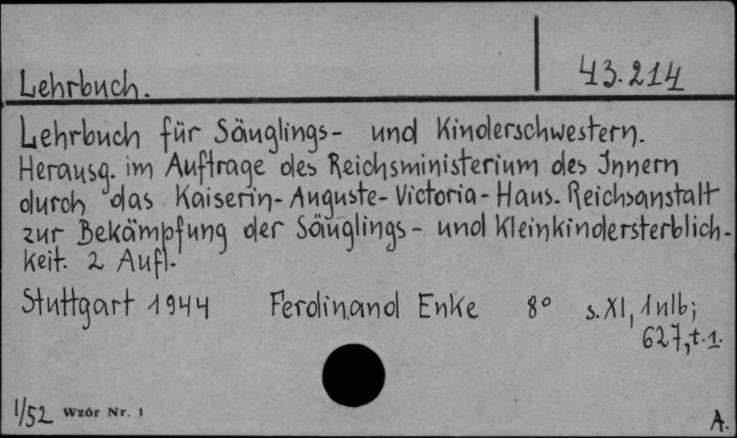 43.214
Lehrbuch.
Lehrbuch für Säuglings- und Kinderschwestern.
Herausg. im Auftrage des Reichsministerium des Innern
durch das Kaiserin-Auguste-Victoria-Haus. Reichsanstalt
zur Bekämpfung der Säuglings- und Kleinkindersterblich-
keit. 2 Aufl.
Stuttgart 1944 Ferdinand Enke 8° s. XI, 1nlb;
627, t. 1.
1/52 Wzór Nr. 1
A.